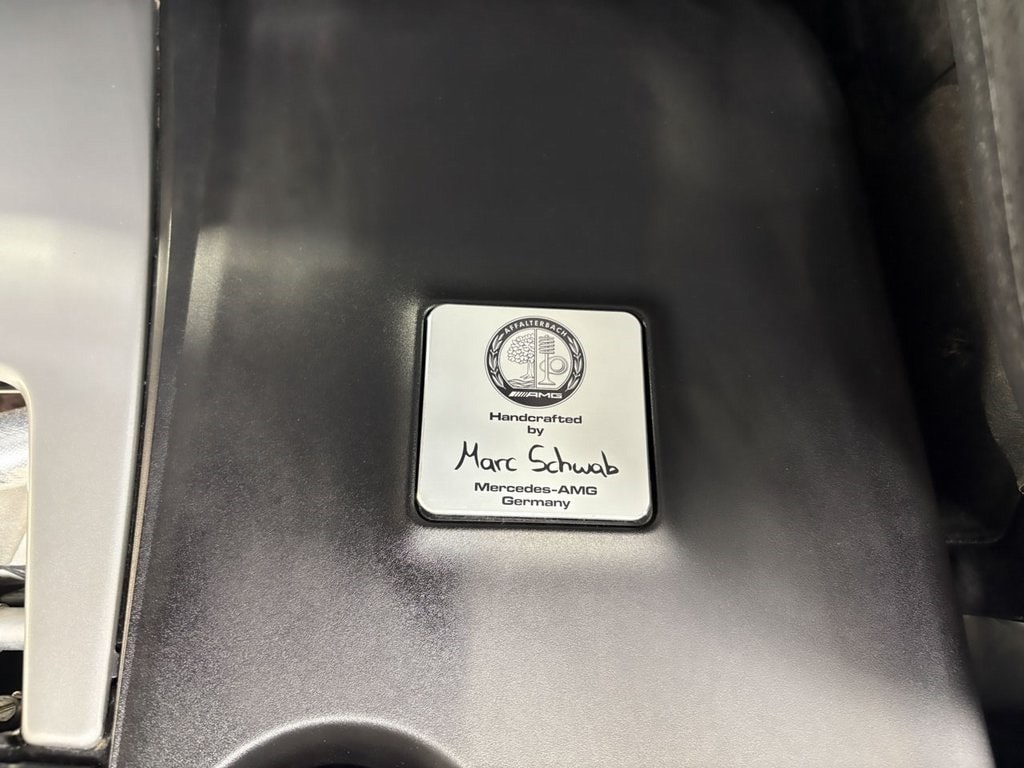 AFFALTERBACH
AMG
Handcrafted
by
Marc Schwab
Mercedes-AMG
Germany